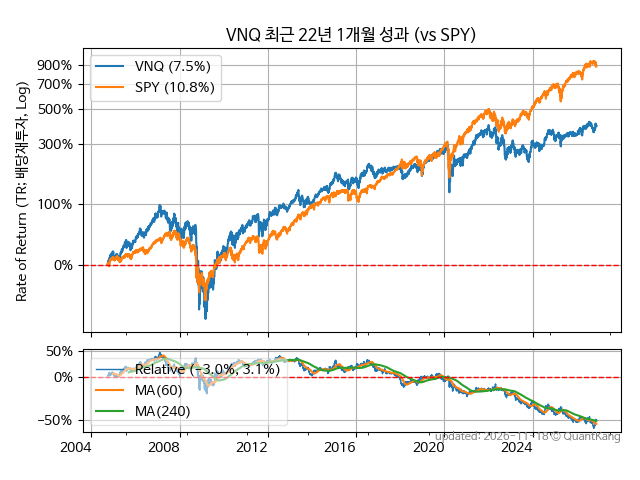 VNQ 최근 22년 1개월 성과 (vs SPY)
Rate of Return (TR: 배당재투자, Log)
900%
700%
500%
300%
100%
0%
VNQ (7.5%)
SPY (10.8%)
50%
0%
−50%
Relative (−3.0%, 3.1%)
MA(60)
MA(240)
2004 2008 2012 2016 2020 2024
updated: 2026-11-18 © QuantKang